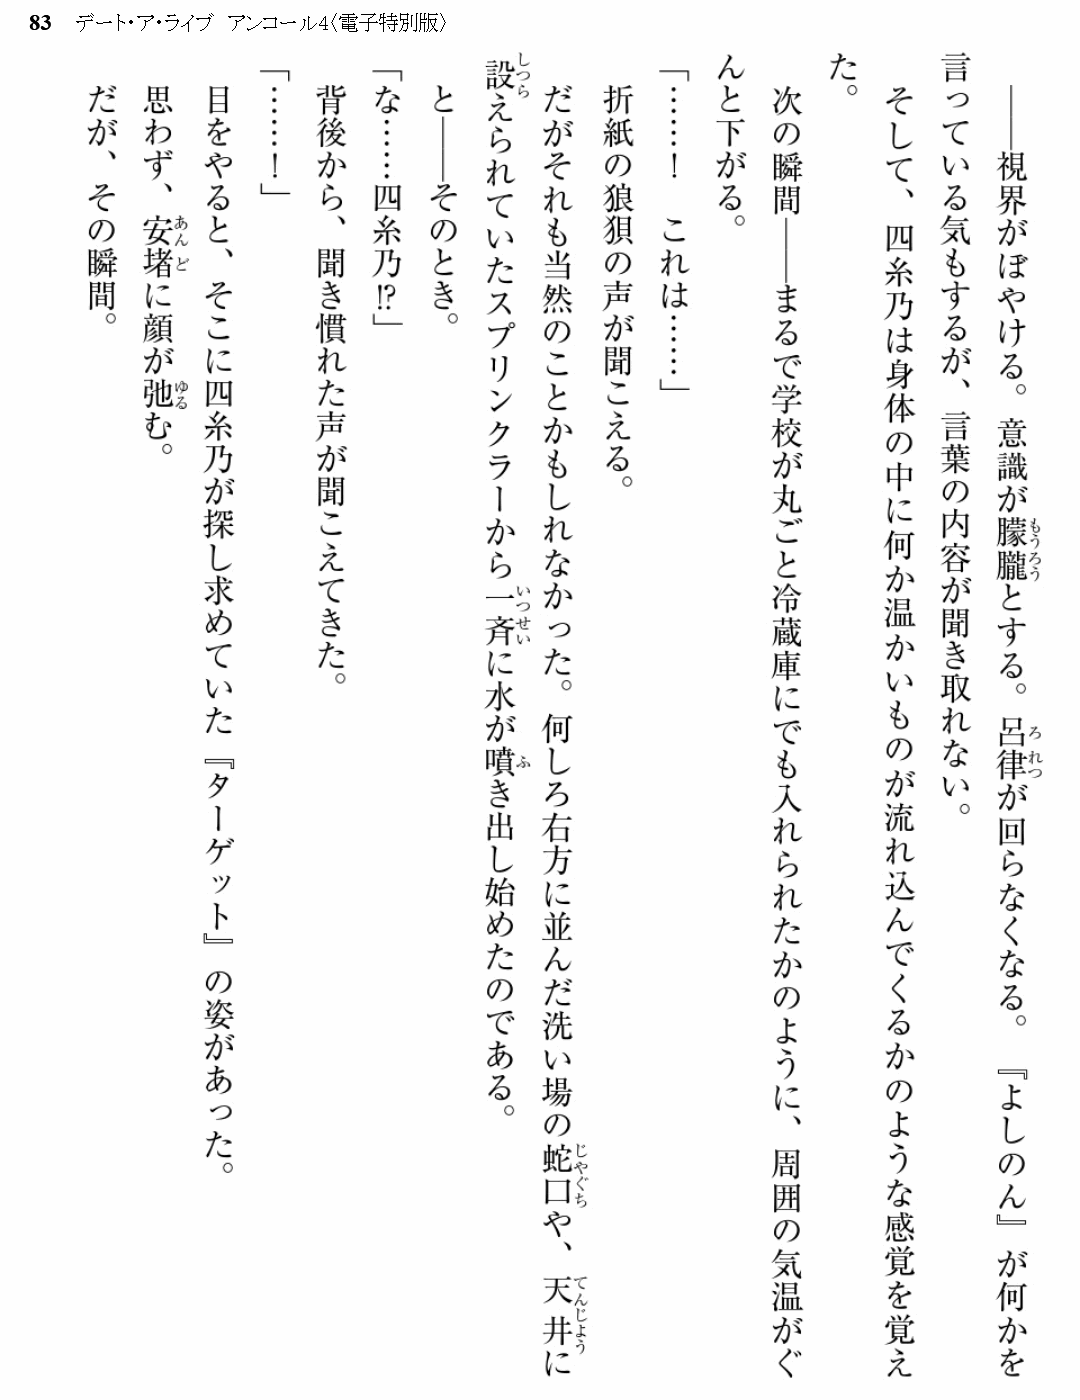 83 デート・ア・ライブ アンコール4〈電子特別版〉
――視界がぼやける。意識が朦朧とする。呂律が回らなくなる。『よしのん』が何かを
言っている気もするが、言葉の内容が聞き取れない。
そして、四糸乃は身体の中に何か温かいものが流れ込んでくるかのような感覚を覚え
た。
次の瞬間――まるで学校が丸ごと冷蔵庫にでも入れられたかのように、周囲の気温がぐ
んと下がる。
「……！　これは……」
折紙の狼狽の声が聞こえる。
だがそれも当然のことかもしれなかった。何しろ右方に並んだ洗い場の蛇口や、天井に
設えられていたスプリンクラーから一斉に水が噴き出し始めたのである。
と――そのとき。
「な……四糸乃!?」
背後から、聞き慣れた声が聞こえてきた。
「……！」
目をやると、そこに四糸乃が探し求めていた『ターゲット』の姿があった。
思わず、安堵に顔が弛む。
だが、その瞬間。